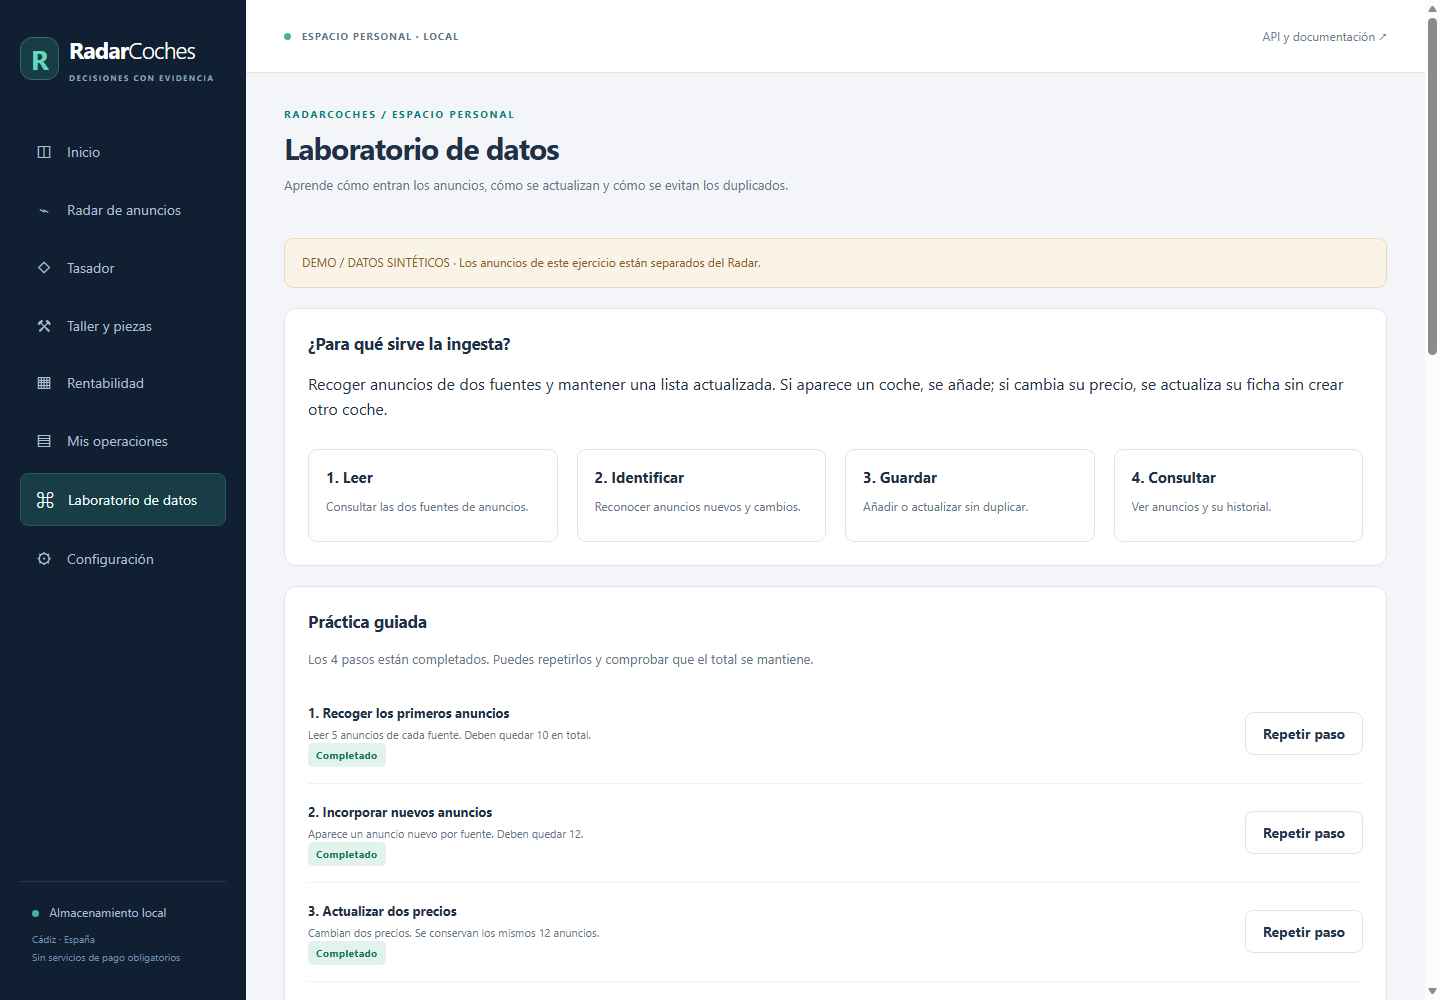 R
RadarCoches
DECISIONES CON EVIDENCIA
Inicio
Radar de anuncios
Tasador
Taller y piezas
Rentabilidad
Mis operaciones
Laboratorio de datos
Configuración
Almacenamiento local
Cádiz · España
Sin servicios de pago obligatorios
ESPACIO PERSONAL · LOCAL
API y documentación ↗
RADARCOCHES / ESPACIO PERSONAL
Laboratorio de datos
Aprende cómo entran los anuncios, cómo se actualizan y cómo se evitan los duplicados.
DEMO / DATOS SINTÉTICOS · Los anuncios de este ejercicio están separados del Radar.
¿Para qué sirve la ingesta?
Recoger anuncios de dos fuentes y mantener una lista actualizada. Si aparece un coche, se añade; si cambia su precio, se actualiza su ficha sin crear
otro coche.
1. Leer
Consultar las dos fuentes de anuncios.
2. Identificar
Reconocer anuncios nuevos y cambios.
3. Guardar
Añadir o actualizar sin duplicar.
4. Consultar
Ver anuncios y su historial.
Práctica guiada
Los 4 pasos están completados. Puedes repetirlos y comprobar que el total se mantiene.
1. Recoger los primeros anuncios
Leer 5 anuncios de cada fuente. Deben quedar 10 en total.
Completado
Repetir paso
2. Incorporar nuevos anuncios
Aparece un anuncio nuevo por fuente. Deben quedar 12.
Completado
Repetir paso
3. Actualizar dos precios
Cambian dos precios. Se conservan los mismos 12 anuncios.
Completado
Repetir paso